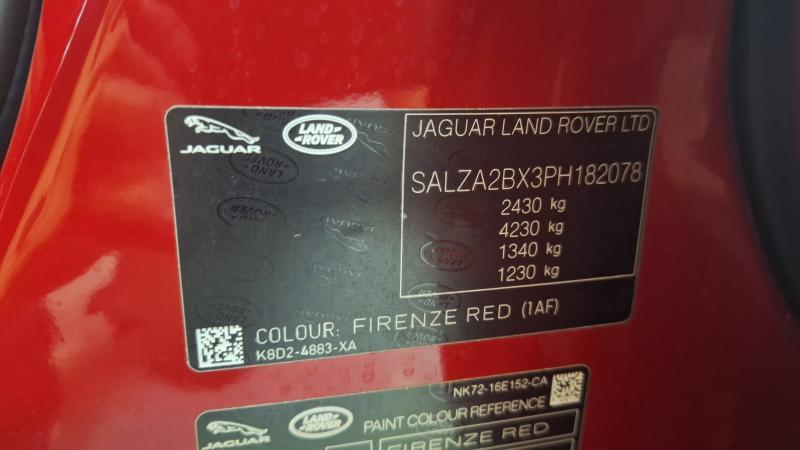 JAGUAR
LAND ROVER
JAGUAR LAND ROVER LTD
SALZA2BX3PH182078
2430 kg
4230 kg
1340 kg
1230 kg
COLOUR: FIRENZE RED (1AF)
K8D2-4883-XA
NK72-16E152-CA
JAGUAR
LAND ROVER
PAINT COLOUR REFERENCE
FIRENZE RED